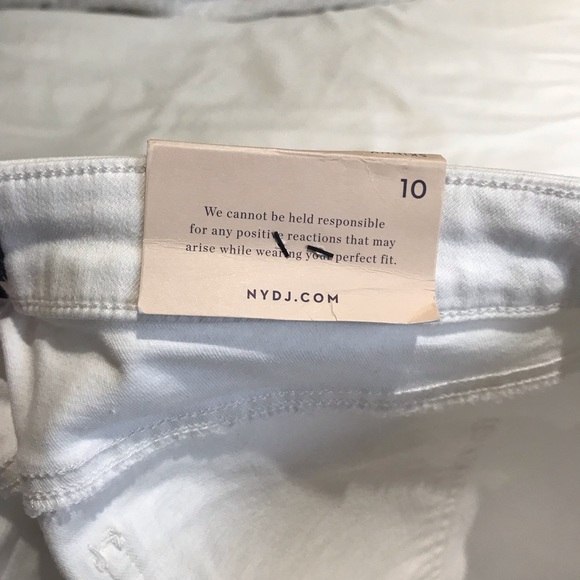 10
We cannot be held responsible
for any positive reactions that may
arise while wearing your perfect fit.
NYDJ.COM